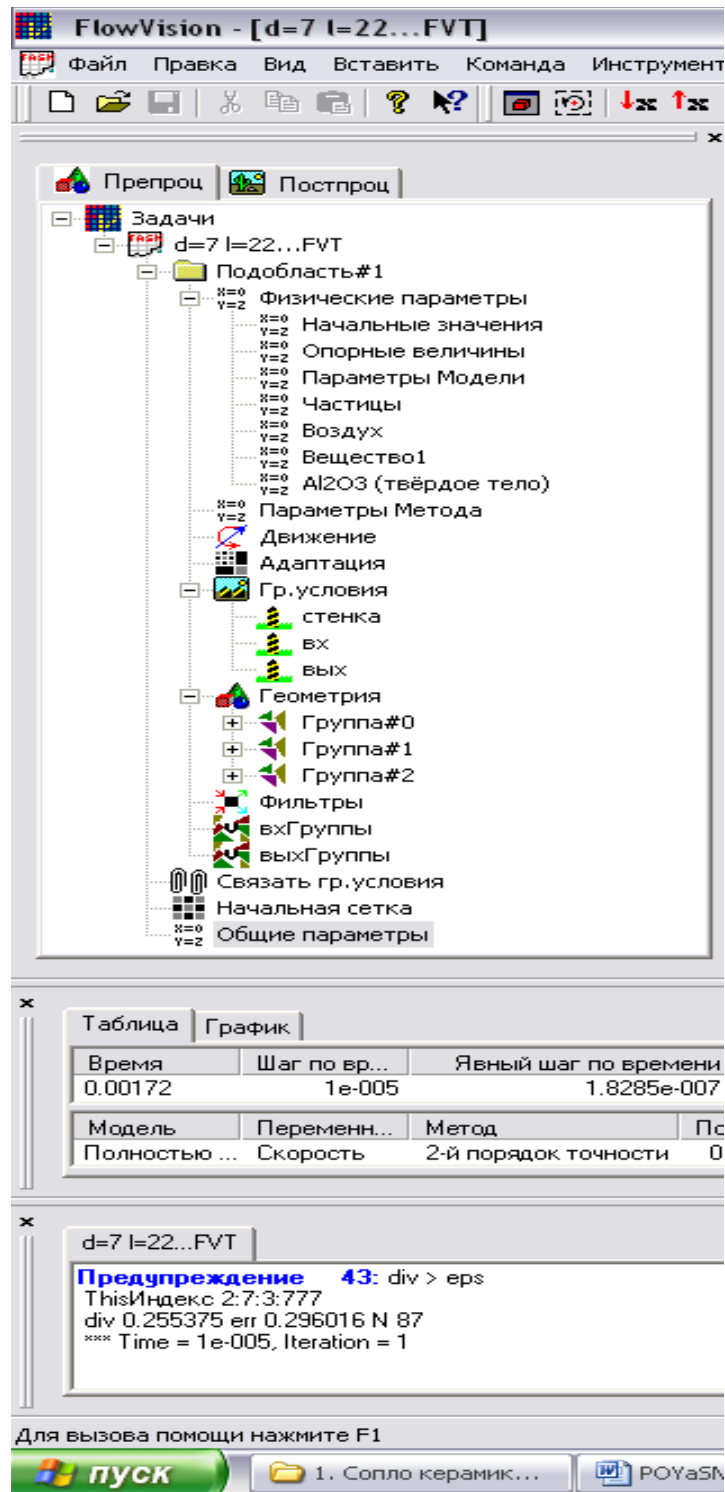 FlowVision - [d=7 l=22...FVT]
Файл Правка Вид Вставить Команда Инструмент
Препроц Постпроц
Задачи
d=7 l=22...FVT
Подобласть#1
Физические параметры
Начальные значения
Опорные величины
Параметры Модели
Частицы
Воздух
Вещество1
Al2O3 (твёрдое тело)
Параметры Метода
Движение
Адаптация
Гр.условия
стенка
вх
вых
Геометрия
Группа#0
Группа#1
Группа#2
Фильтры
вхГруппы
выхГруппы
Связать гр.условия
Начальная сетка
Общие параметры
Таблица График
Время Шаг по вр... Явный шаг по времени
0.00172 1e-005 1.8285e-007
Модель Переменн... Метод По
Полностью ... Скорость 2-й порядок точности 0
d=7 l=22...FVT
Предупреждение 43: div > eps
ThisИндекс 2:7:3:777
div 0.255375 err 0.296016 N 87
*** Time = 1e-005, Iteration = 1
Для вызова помощи нажмите F1
пуск 1. Сопло керамик... POYaSN